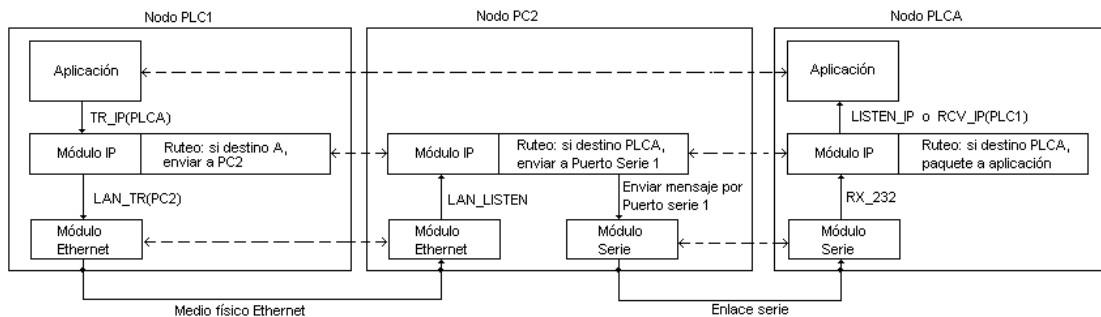 Nodo PLC1
Nodo PC2
Nodo PLCA
Aplicación
Aplicación
TR_IP(PLCA)
LISTEN_IP o RCV_IP(PLC1)
Módulo IP
Ruteo: si destino A,
enviar a PC2
Módulo IP
Ruteo: si destino PLCA,
enviar a Puerto Serie 1
Módulo IP
Ruteo: si destino PLCA,
paquete a aplicación
LAN_TR(PC2)
LAN_LISTEN
Enviar mensaje por
Puerto serie 1
RX_232
Módulo
Ethernet
Módulo
Ethernet
Módulo
Serie
Módulo
Serie
Medio físico Ethernet
Enlace serie